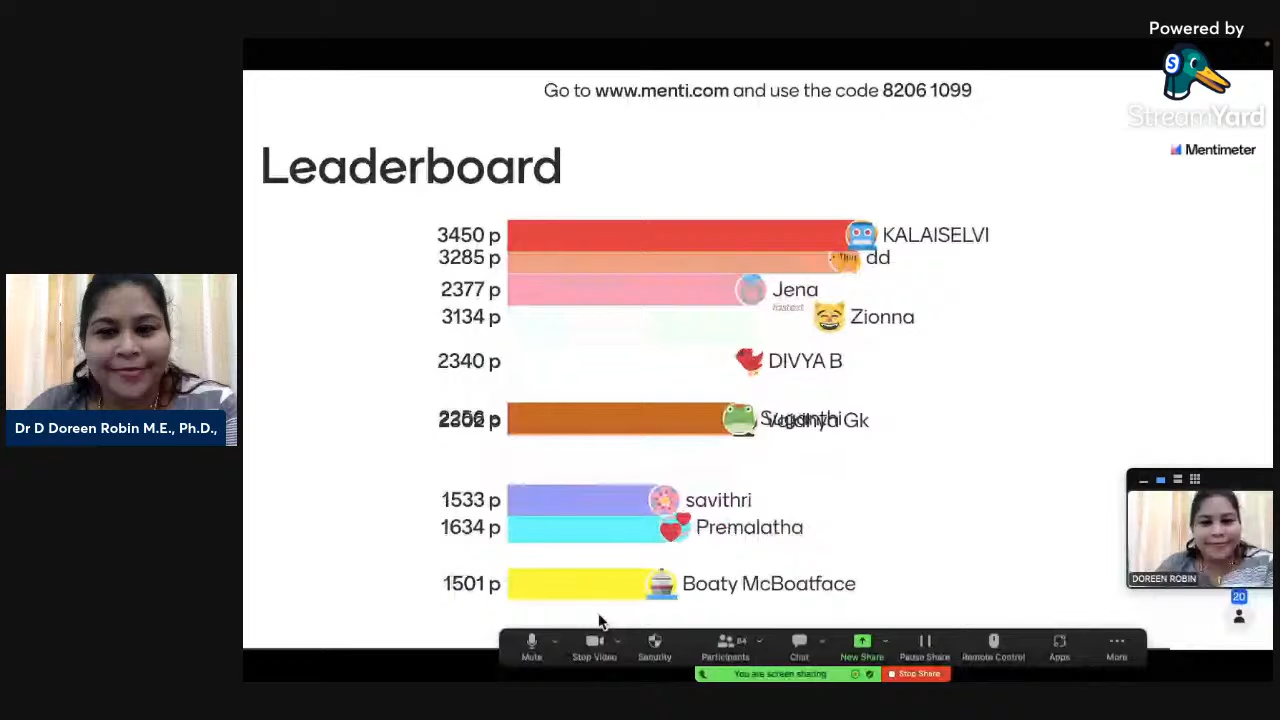 Powered by
StreamYard
Go to www.menti.com and use the code 8206 1099
Mentimeter
Leaderboard
3450 p KALAISELVI
3285 p dd
2377 p Jena
fastest
3134 p Zionna
2340 p DIVYA B
Gk
1533 p savithri
1634 p Premalatha
1501 p Boaty McBoatface
Dr D Doreen Robin M.E., Ph.D.,
DOREEN ROBIN
20
Mute
Stop Video
Security
84
Participants
Chat
New Share
Pause Share
Remote Control
Apps
More
You are screen sharing
Stop Share